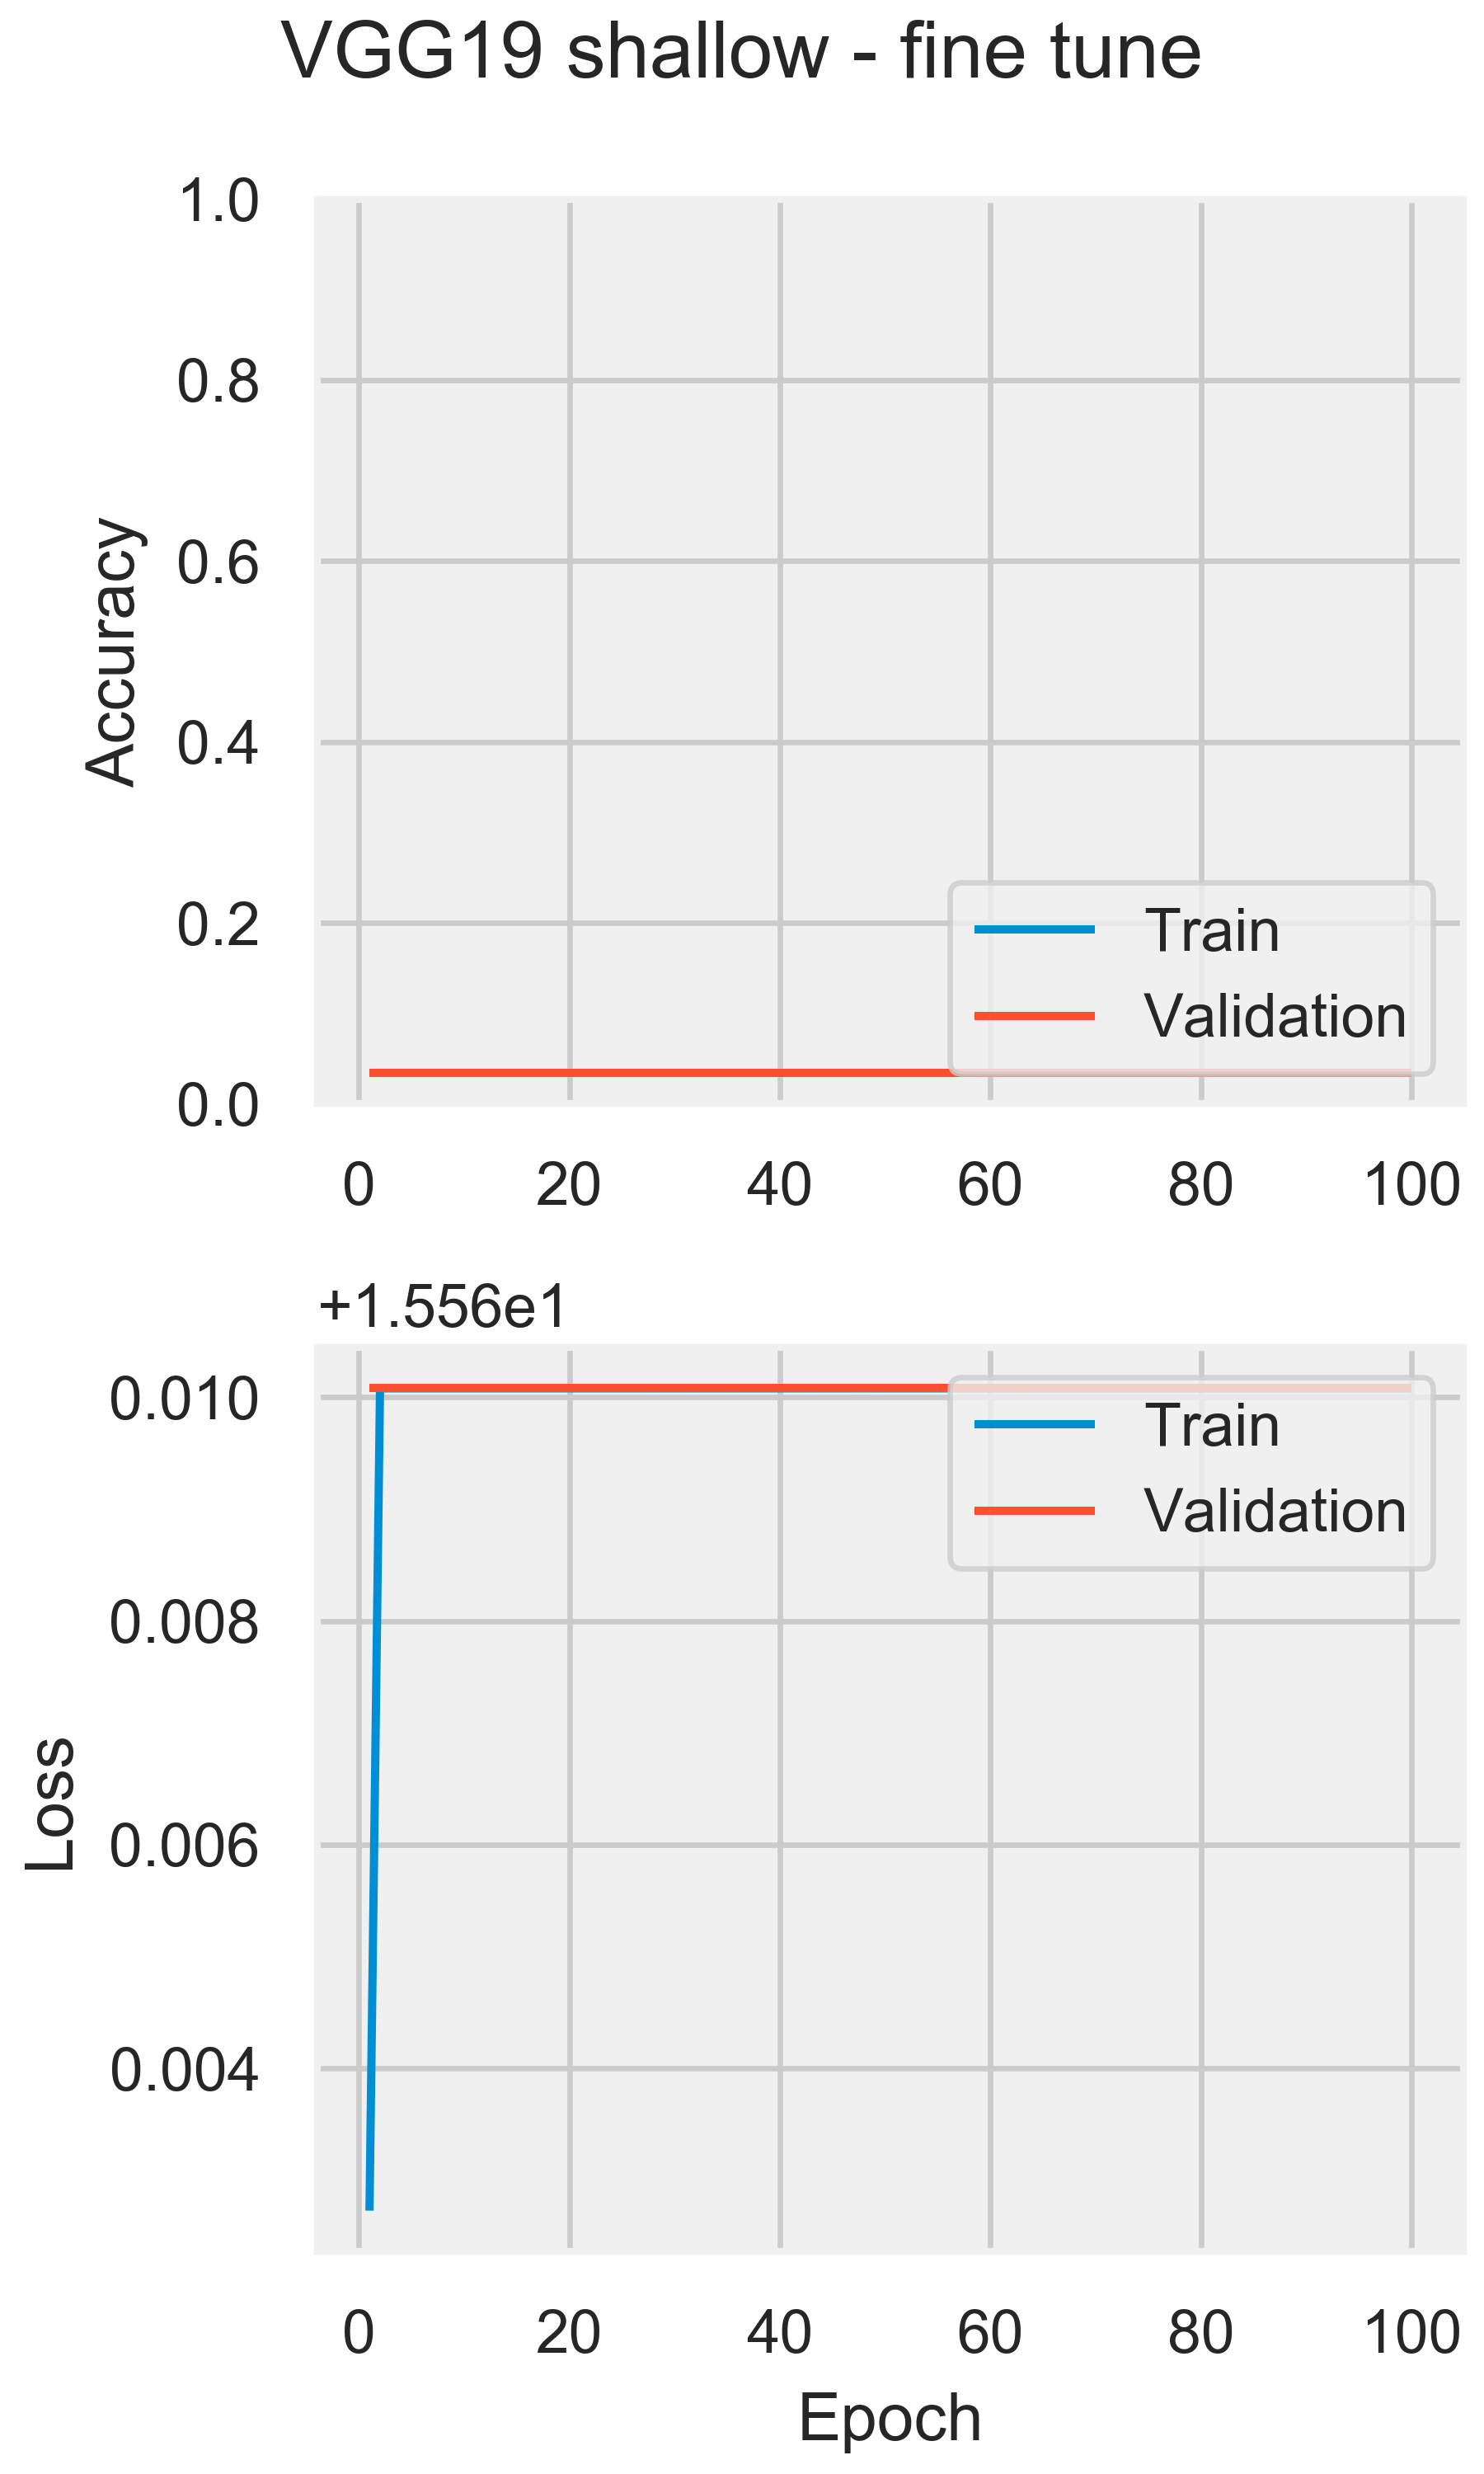 VGG19 shallow - fine tune
1.0
0.8
0.6
0.4
0.2
0.0
Accuracy
Train
Validation
0 20 40 60 80 100
+1.556e1
0.010
0.008
0.006
0.004
Loss
Train
Validation
0 20 40 60 80 100
Epoch